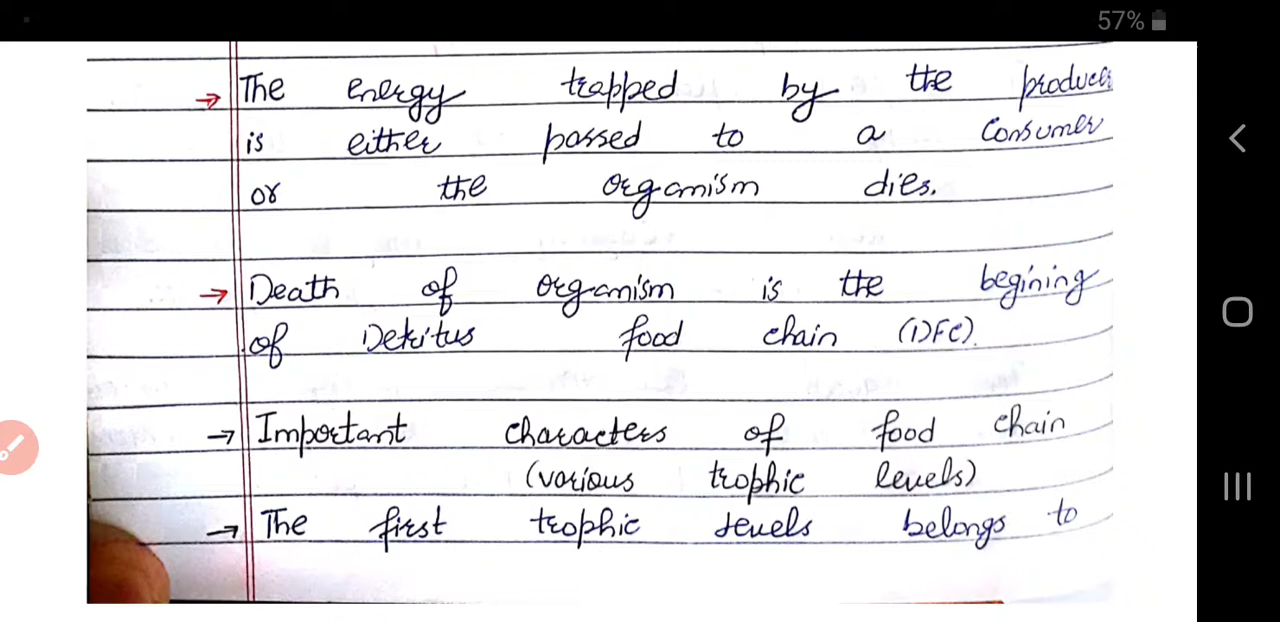 57%
→ The energy trapped by the producer
is either passed to a Consumer
or the Organism dies.
→ Death of organism is the begining
of Detritus food chain (DFC).
→ Important characters of food chain
(various trophic levels)
→ The first trophic levels belongs to